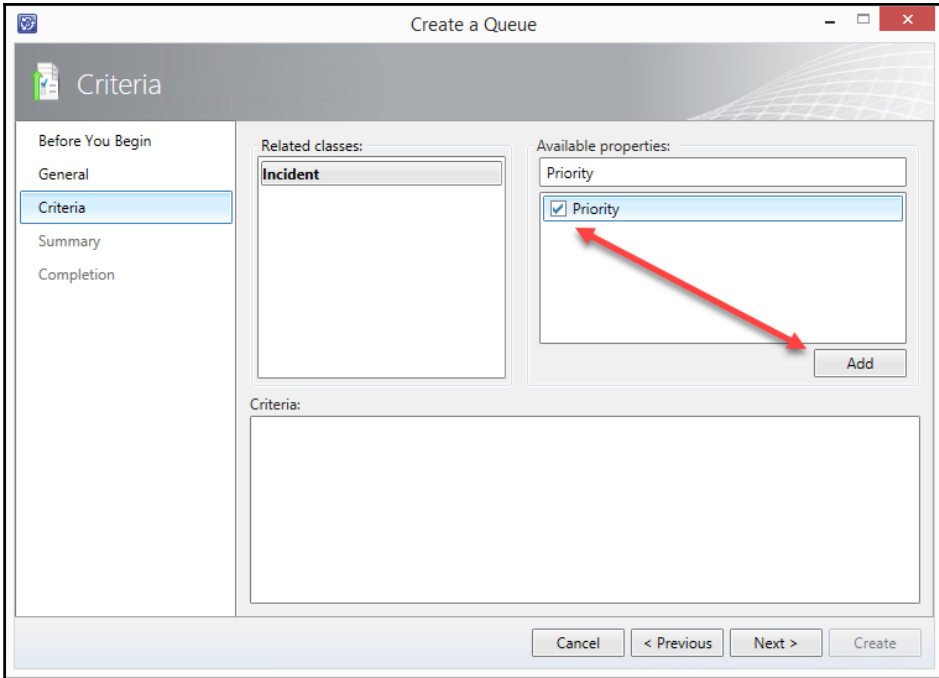 Create a Queue
Criteria
Before You Begin
General
Criteria
Summary
Completion
Related classes:
Incident
Available properties:
Priority
Priority
Add
Criteria:
Cancel
< Previous
Next >
Create